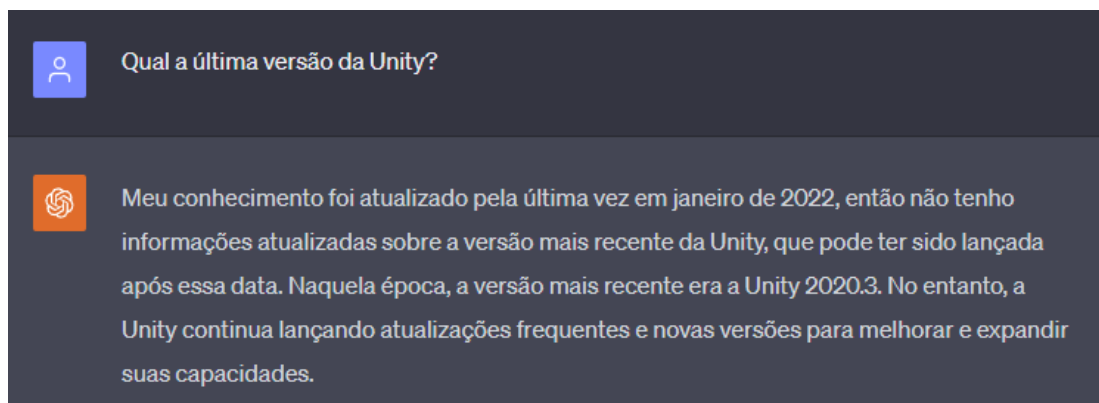 Qual a última versão da Unity?
Meu conhecimento foi atualizado pela última vez em janeiro de 2022, então não tenho
informações atualizadas sobre a versão mais recente da Unity, que pode ter sido lançada
após essa data. Naquela época, a versão mais recente era a Unity 2020.3. No entanto, a
Unity continua lançando atualizações frequentes e novas versões para melhorar e expandir
suas capacidades.